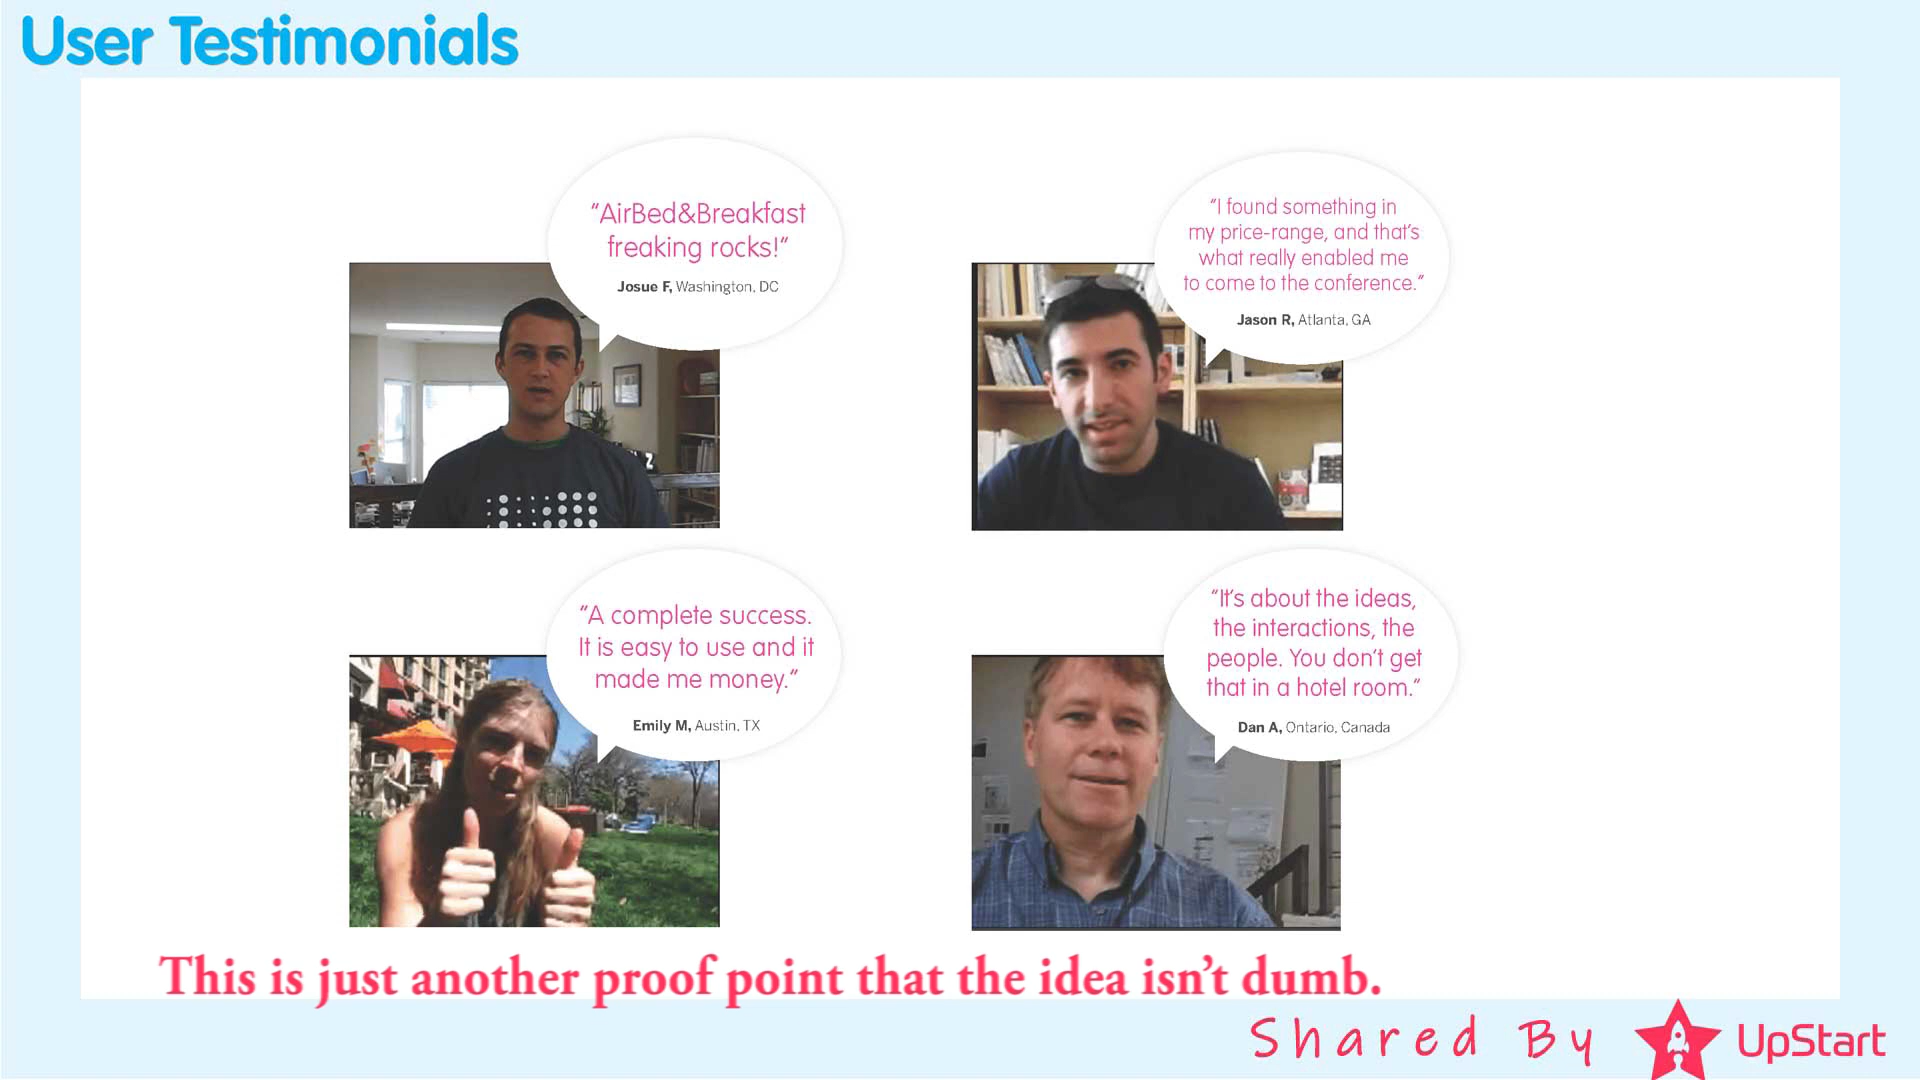 User Testimonials
“AirBed&Breakfast
freaking rocks!”
Josue F, Washington, DC
“I found something in
my price-range, and that’s
what really enabled me
to come to the conference.”
Jason R, Atlanta, GA
“A complete success.
It is easy to use and it
made me money.”
Emily M, Austin, TX
“It’s about the ideas,
the interactions, the
people. You don’t get
that in a hotel room.”
Dan A, Ontario, Canada
This is just another proof point that the idea isn’t dumb.
Shared By
UpStart